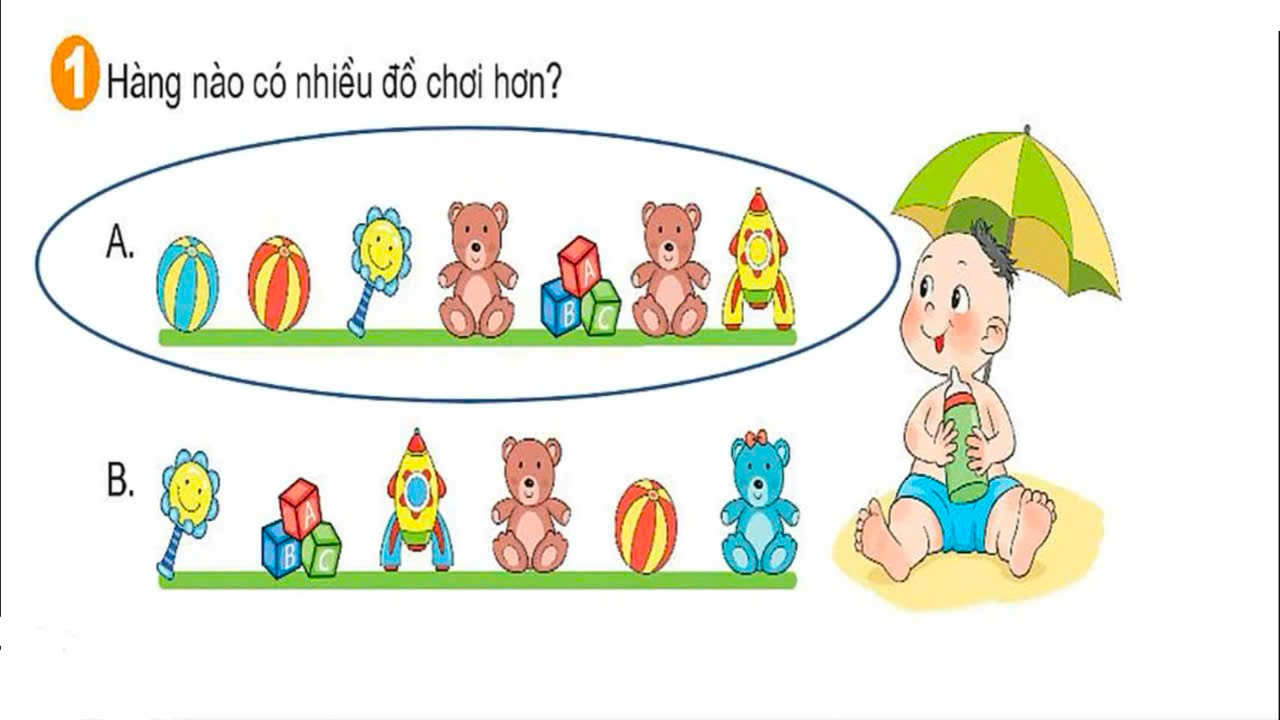 1 Hàng nào có nhiều đồ chơi hơn?
A.
A
B C
B.
A
B C